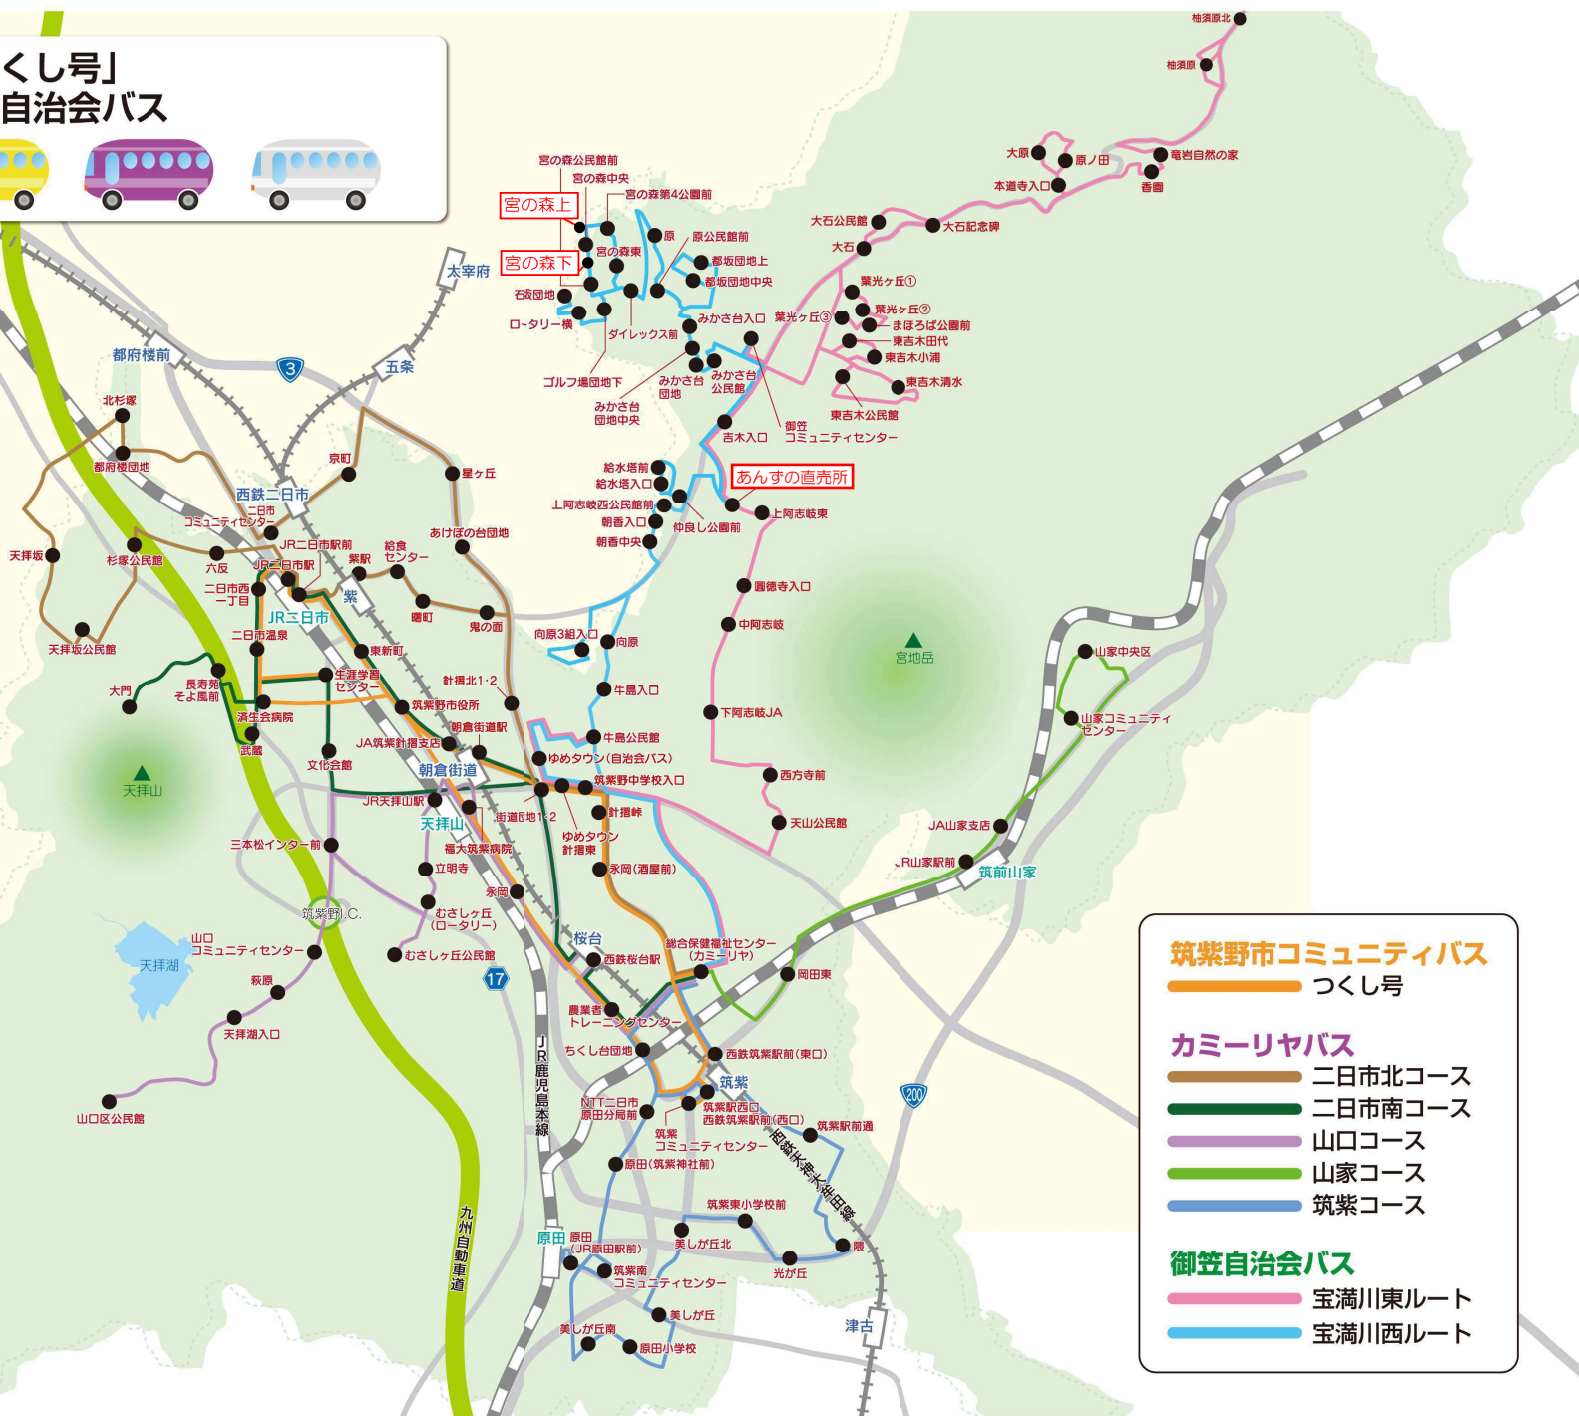 くし号」
自治会バス
柚須原北
柚須原
大原
原ノ田
竜岩自然の家
本道寺入口
香園
大石公民館
大石記念碑
大石
宮の森公民館前
宮の森中央
宮の森第4公園前
宮の森上
宮の森下
宮の森東
原
原公民館前
都坂団地上
都坂団地中央
石坂団地
ロータリー横
ダイレックス前
ゴルフ場団地下
みかさ台入口
みかさ台
団地
みかさ台
公民館
みかさ台
団地中央
葉光ヶ丘①
葉光ヶ丘②
葉光ヶ丘③
まほろば公園前
東吉木田代
東吉木小浦
東吉木清水
東吉木公民館
吉木入口
御笠
コミュニティセンター
太宰府
都府楼前
3
五条
北杉塚
都府楼団地
京町
星ヶ丘
西鉄二日市
二日市
コミュニティセンター
給水塔前
給水塔入口
上阿志岐西公民館前
朝香入口
朝香中央
仲良し公園前
あんずの直売所
上阿志岐東
天拝坂
杉塚公民館
六反
JR二日市駅前
JR二日市駅
紫駅
給食
センター
あけぼの台団地
二日市西
一丁目
紫
JR二日市
曙町
鬼の面
圓徳寺入口
中阿志岐
天拝坂公民館
二日市温泉
東新町
向原3組入口
向原
宮地岳
山家中央区
大門
長寿苑
そよ風前
生涯学習
センター
針摺北1・2
牛島入口
下阿志岐JA
山家コミュニティ
センター
済生会病院
筑紫野市役所
朝倉街道駅
武蔵
JA筑紫針摺支店
牛島公民館
文化会館
朝倉街道
ゆめタウン(自治会バス)
筑紫野中学校入口
西方寺前
天拝山
JR天拝山駅
天拝山
街道団地1・2
針摺峠
天山公民館
JA山家支店
ゆめタウン
針摺東
三本松インター前
福大筑紫病院
立明寺
永岡(酒屋前)
JR山家駅前
筑前山家
永岡
むさしヶ丘
(ロータリー)
筑紫野I.C.
山口
コミュニティセンター
天拝湖
むさしヶ丘公民館
桜台
西鉄桜台駅
総合保健福祉センター
(カミーリヤ)
岡田東
17
萩原
天拝湖入口
農業者
トレーニングセンター
ちくし台団地
西鉄筑紫駅前(東口)
JR鹿児島本線
筑紫
200
山口区公民館
NTT二日市
原田分局前
筑紫駅西口
西鉄筑紫駅前(西口)
筑紫
コミュニティセンター
筑紫駅前通
西鉄天神大牟田線
原田(筑紫神社前)
筑紫東小学校前
九州自動車道
原田
原田
(JR原田駅前)
美しが丘北
隈
光が丘
筑紫南
コミュニティセンター
美しが丘
美しが丘南
原田小学校
津古
筑紫野市コミュニティバス
つくし号
カミーリヤバス
二日市北コース
二日市南コース
山口コース
山家コース
筑紫コース
御笠自治会バス
宝満川東ルート
宝満川西ルート